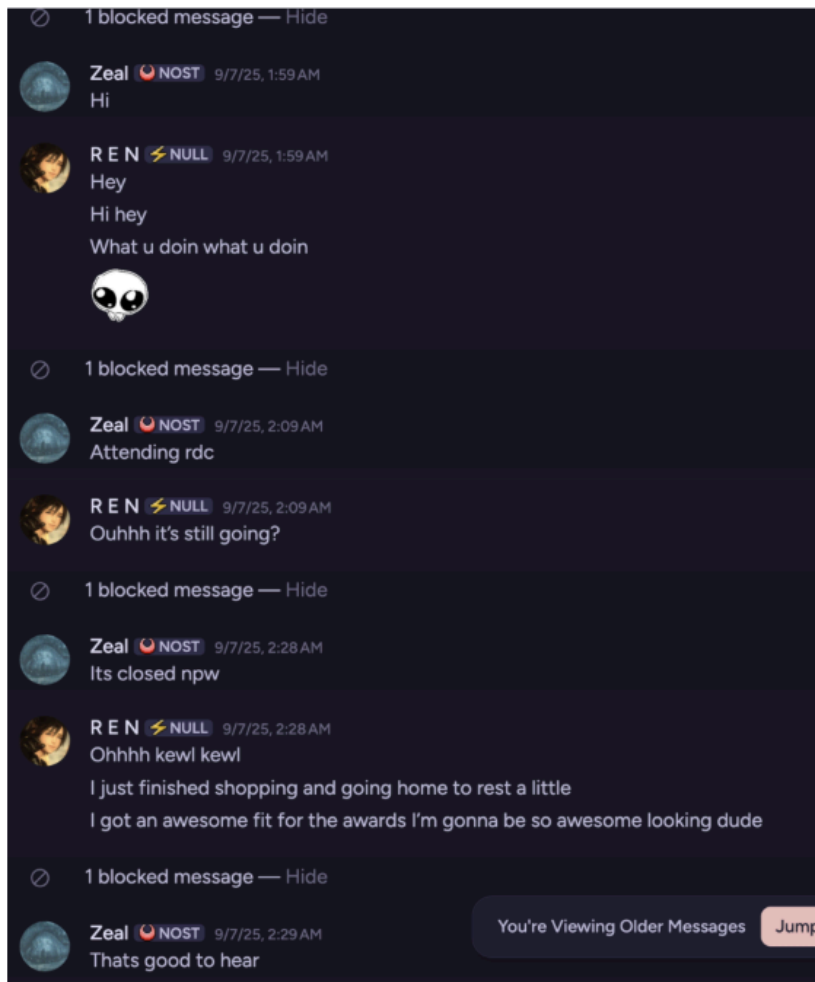 1 blocked message — Hide
Zeal NOST 9/7/25, 1:59 AM
Hi
R E N NULL 9/7/25, 1:59 AM
Hey
Hi hey
What u doin what u doin
1 blocked message — Hide
Zeal NOST 9/7/25, 2:09 AM
Attending rdc
R E N NULL 9/7/25, 2:09 AM
Ouhhh it's still going?
1 blocked message — Hide
Zeal NOST 9/7/25, 2:28 AM
Its closed npw
R E N NULL 9/7/25, 2:28 AM
Ohhhh kewl kewl
I just finished shopping and going home to rest a little
I got an awesome fit for the awards I'm gonna be so awesome looking dude
1 blocked message — Hide
Zeal NOST 9/7/25, 2:29 AM
Thats good to hear
You're Viewing Older Messages Jump